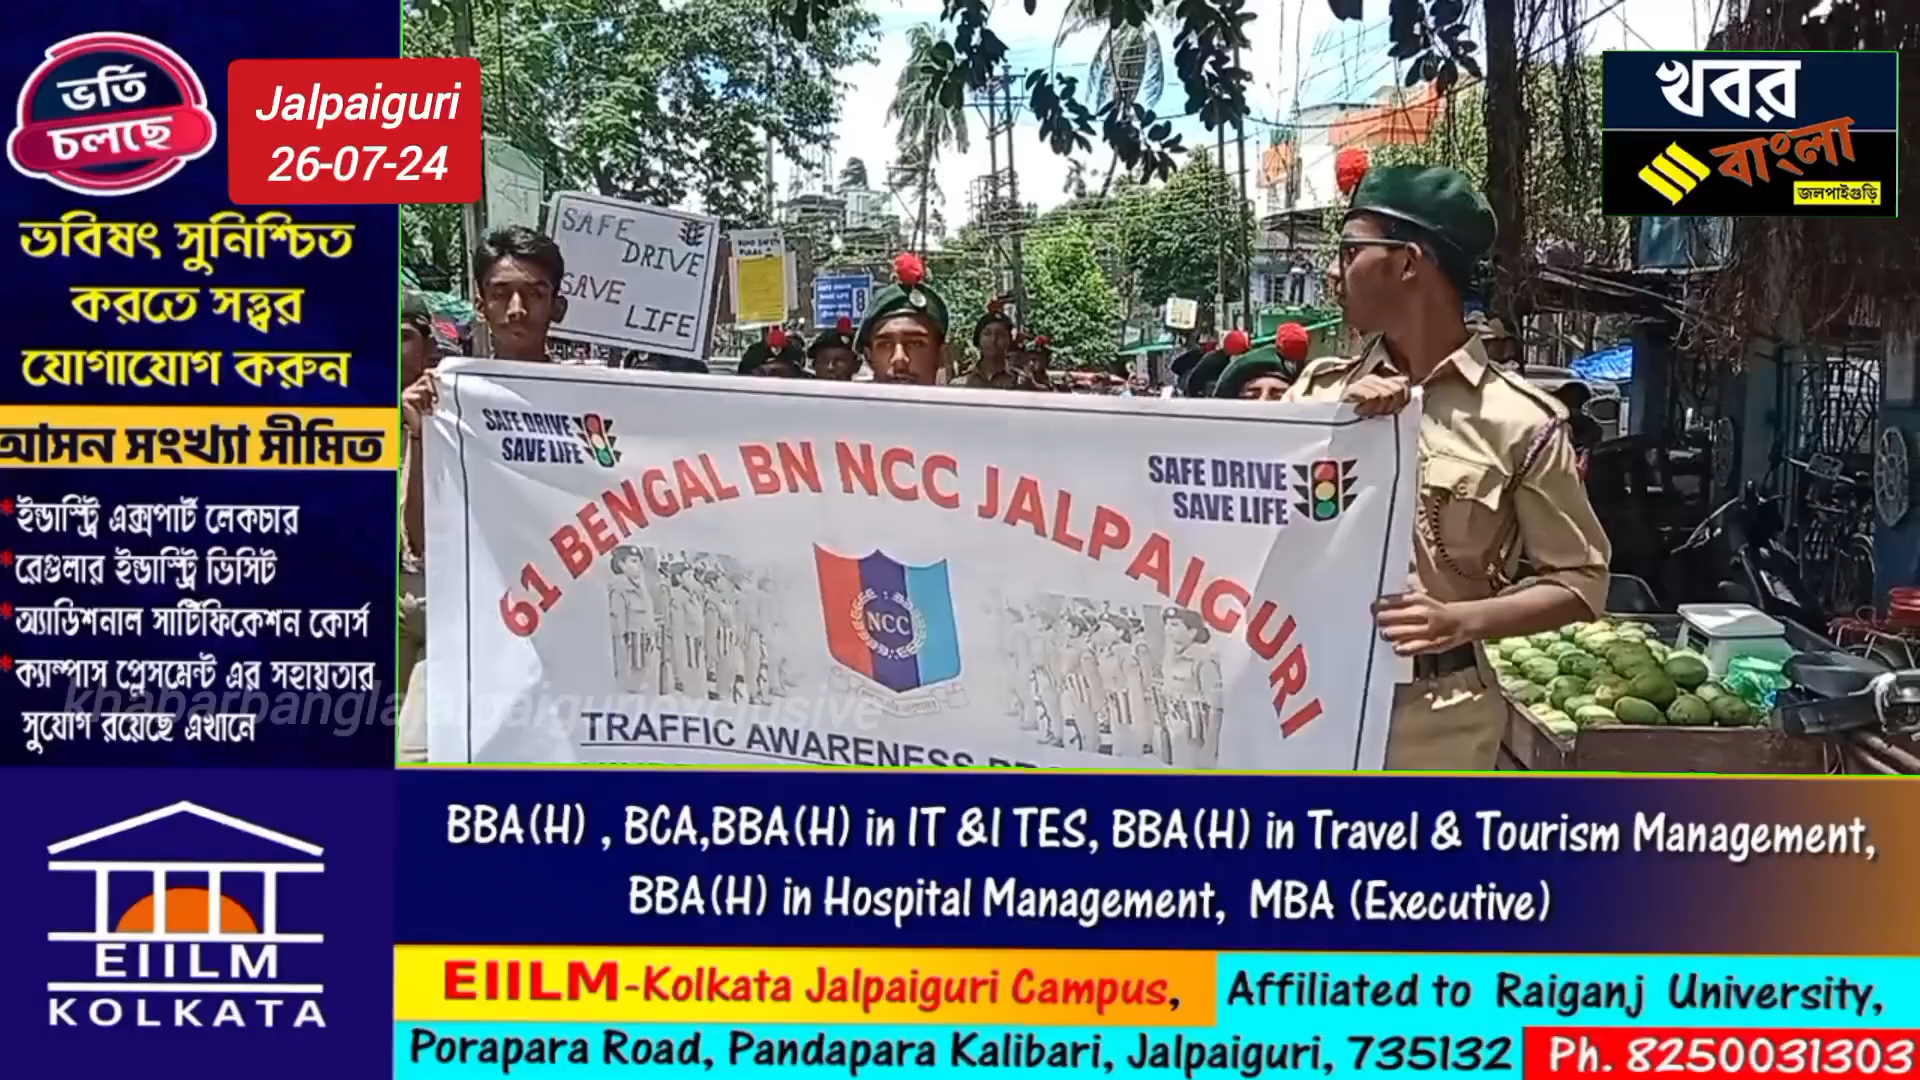 ভর্তি
চলছে
Jalpaiguri
26-07-24
ভবিষৎ সুনিশ্চিত
করতে সত্ত্বর
যোগাযোগ করুন
আসন সংখ্যা সীমিত
*ইন্ডাস্ট্রি এক্সপার্ট লেকচার
*রেগুলার ইন্ডাস্ট্রি ভিসিট
*অ্যাডিশনাল সার্টিফিকেশন কোর্স
*ক্যাম্পাস প্লেসমেন্ট এর সহায়তার
সুযোগ রয়েছে এখানে
খবর
বাংলা
জলপাইগুড়ি
SAFE
DRIVE
SAVE
LIFE
SAFE DRIVE
SAVE LIFE
SAFE DRIVE
SAVE LIFE
61 BENGAL BN NCC JALPAIGURI
NCC
TRAFFIC AWARENESS
EIILM
KOLKATA
BBA(H) , BCA,BBA(H) in IT &I TES, BBA(H) in Travel & Tourism Management,
BBA(H) in Hospital Management, MBA (Executive)
EIILM-Kolkata Jalpaiguri Campus, Affiliated to Raiganj University,
Porapara Road, Pandapara Kalibari, Jalpaiguri, 735132 Ph. 8250031303